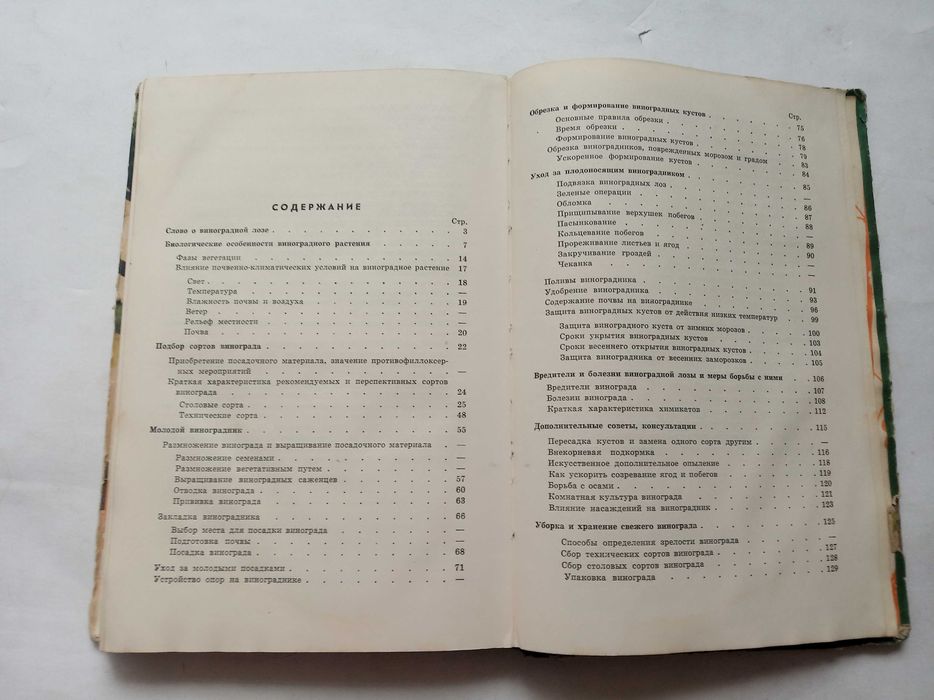 СОДЕРЖАНИЕ
Стр.
Слово о виноградной лозе . . . 3
Биологические особенности виноградного растения . . . 7
Фазы вегетации . . . 14
Влияние почвенно-климатических условий на виноградное растение 17
Свет . . . 18
Температура . . . —
Влажность почвы и воздуха . . . 19
Ветер . . . —
Рельеф местности . . . —
Почва . . . 20
Подбор сортов винограда . . . 22
Приобретение посадочного материала, значение противофиллоксер-
ных мероприятий . . . —
Краткая характеристика рекомендуемых и перспективных сортов
винограда . . . 24
Столовые сорта . . . 25
Технические сорта . . . 48
Молодой виноградник . . . 55
Размножение винограда и выращивание посадочного материала . —
Размножение семенами . . . —
Размножение вегетативным путем . . . —
Выращивание виноградных саженцев . . . 57
Отводка винограда . . . 60
Прививка винограда . . . 63
Закладка виноградника . . . 66
Выбор места для посадки винограда . . . —
Подготовка почвы . . . —
Посадка винограда . . . 68
Уход за молодыми посадками . . . 71
Устройство опор на винограднике . . . —
Стр.
Обрезка и формирование виноградных кустов . . . 75
Основные правила обрезки . . . 76
Время обрезки . . . 78
Формирование виноградных кустов . . . 79
Обрезка виноградников, поврежденных морозом и градом . . . 83
Ускоренное формирование кустов . . . 84
Уход за плодоносящим виноградником . . . 85
Подвязка виноградных лоз . . . —
Зеленые операции . . . 86
Обломка . . . 87
Прищипывание верхушек побегов . . . 88
Пасынкование . . . —
Кольцевание побегов . . . 89
Прореживание листьев и ягод . . . 90
Закручивание гроздей . . . —
Чеканка . . . —
Поливы виноградника . . . 91
Удобрение виноградника . . . 93
Содержание почвы на винограднике . . . 96
Защита виноградных кустов от действия низких температур . . 99
Защита виноградного куста от зимних морозов . . . 100
Сроки укрытия виноградных кустов . . . 103
Сроки весеннего открытия виноградных кустов . . . 104
Защита виноградника от весенних заморозков . . . 105
Вредители и болезни виноградной лозы и меры борьбы с ними . . 106
Вредители винограда . . . 107
Болезни винограда . . . 108
Краткая характеристика химикатов . . . 112
Дополнительные советы, консультации . . . 115
Пересадка кустов и замена одного сорта другим . . . —
Внекорневая подкормка . . . 116
Искусственное дополнительное опыление . . . 118
Как ускорить созревание ягод и побегов . . . 119
Борьба с осами . . . 120
Комнатная культура винограда . . . 121
Влияние насаждений на виноградник . . . 123
Уборка и хранение свежего винограда . . . 125
Способы определения зрелости винограда . . . —
Сбор технических сортов винограда . . . 127
Сбор столовых сортов винограда . . . 128
Упаковка винограда . . . 129